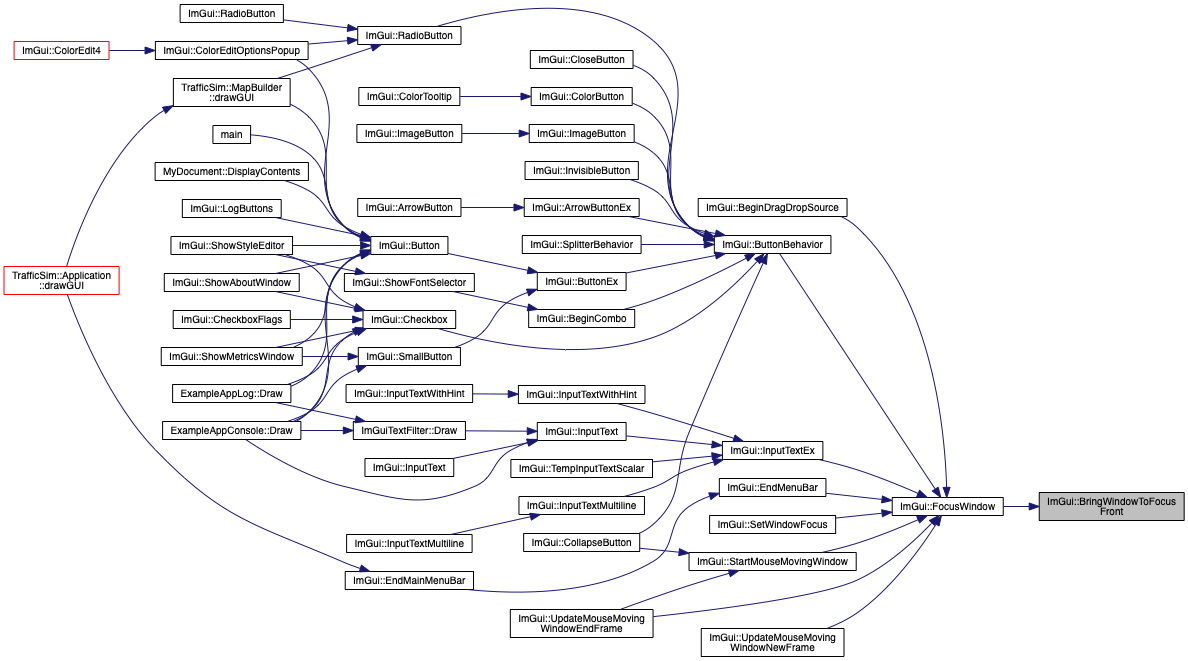 ImGui::RadioButton
ImGui::ColorEdit4
ImGui::ColorEditOptionsPopup
ImGui::RadioButton
TrafficSim::MapBuilder
::drawGUI
ImGui::CloseButton
ImGui::ColorTooltip
ImGui::ColorButton
main
ImGui::ImageButton
ImGui::ImageButton
MyDocument::DisplayContents
ImGui::InvisibleButton
ImGui::LogButtons
ImGui::ArrowButton
ImGui::ArrowButtonEx
ImGui::BeginDragDropSource
ImGui::ShowStyleEditor
ImGui::Button
ImGui::SplitterBehavior
ImGui::ButtonBehavior
TrafficSim::Application
::drawGUI
ImGui::ShowAboutWindow
ImGui::ShowFontSelector
ImGui::ButtonEx
ImGui::CheckboxFlags
ImGui::Checkbox
ImGui::BeginCombo
ImGui::ShowMetricsWindow
ImGui::SmallButton
ExampleAppLog::Draw
ImGui::InputTextWithHint
ImGui::InputTextWithHint
ExampleAppConsole::Draw
ImGuiTextFilter::Draw
ImGui::InputText
ImGui::InputTextEx
ImGui::InputText
ImGui::TempInputTextScalar
ImGui::EndMenuBar
ImGui::InputTextMultiline
ImGui::FocusWindow
ImGui::BringWindowToFocus
Front
ImGui::SetWindowFocus
ImGui::InputTextMultiline
ImGui::CollapseButton
ImGui::StartMouseMovingWindow
ImGui::EndMainMenuBar
ImGui::UpdateMouseMoving
WindowEndFrame
ImGui::UpdateMouseMoving
WindowNewFrame